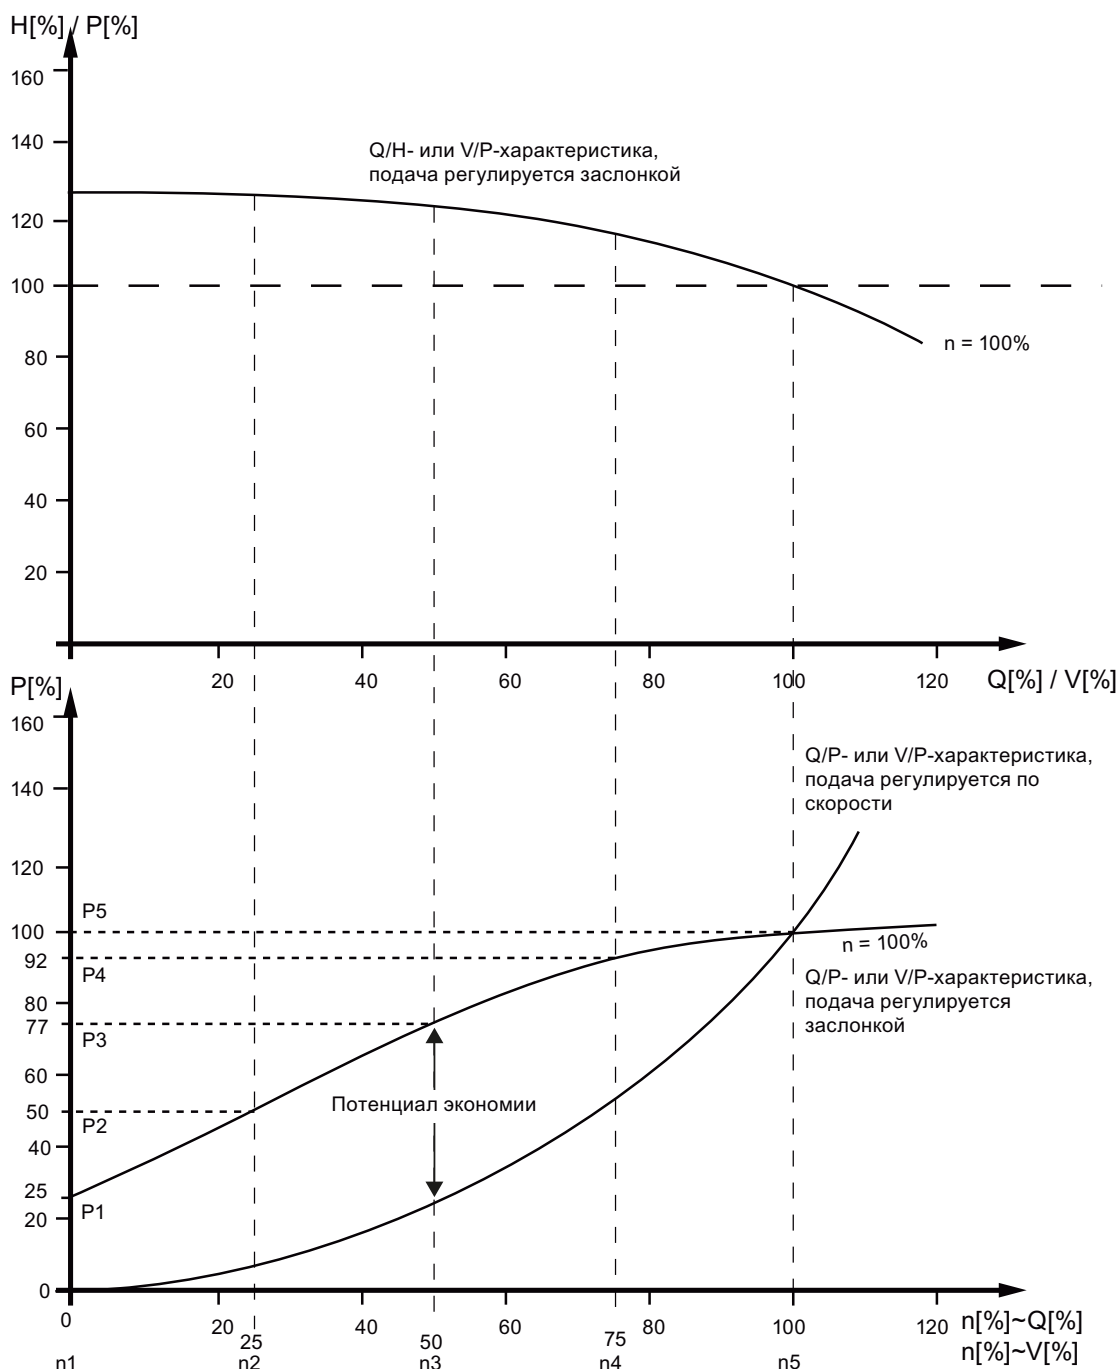 H[%] / P[%]
160
140
Q/H- или V/P-характеристика,
подача регулируется заслонкой
120
100
80
n = 100%
60
40
20
20
40
60
80
100
120
Q[%] / V[%]
P[%]
160
Q/P- или V/P-характеристика,
подача регулируется по
скорости
140
120
P5
100
n = 100%
92
P4
Q/P- или V/P-характеристика,
подача регулируется
заслонкой
80
77
P3
60
Потенциал экономии
50
P2
40
25
P1
20
0
0
20
25
40
50
60
75
80
100
120
n[%]~Q[%]
n[%]~V[%]
n1
n2
n3
n4
n5